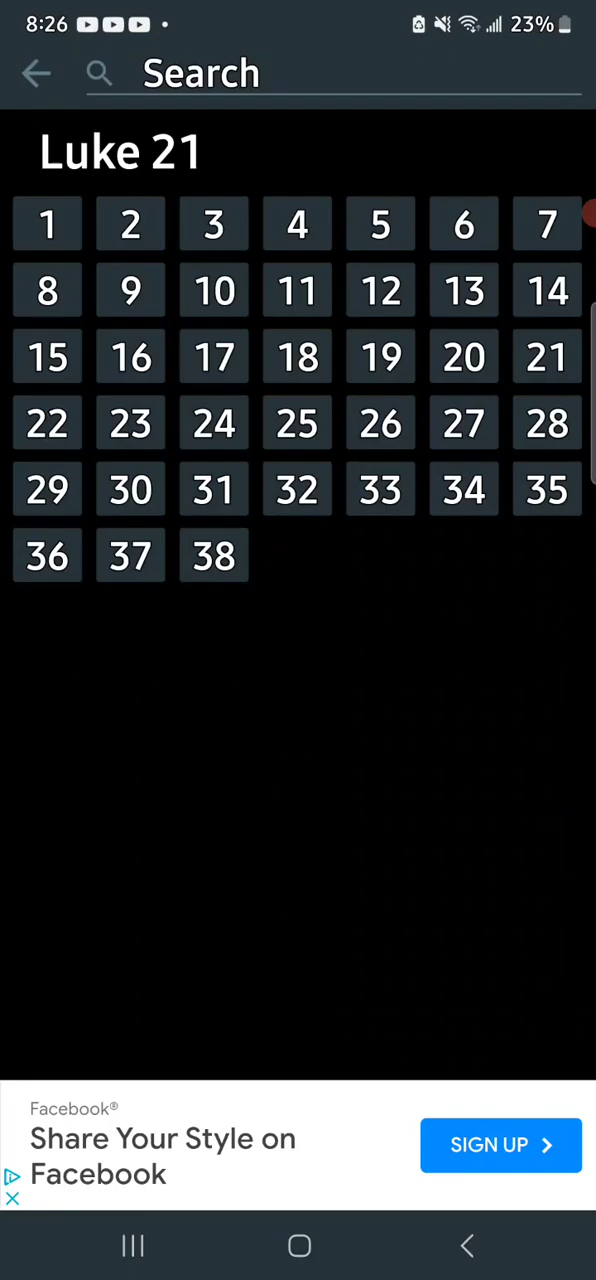 8:26 23%
Search
Luke 21
1 2 3 4 5 6 7
8 9 10 11 12 13 14
15 16 17 18 19 20 21
22 23 24 25 26 27 28
29 30 31 32 33 34 35
36 37 38
Facebook®
Share Your Style on
Facebook
SIGN UP